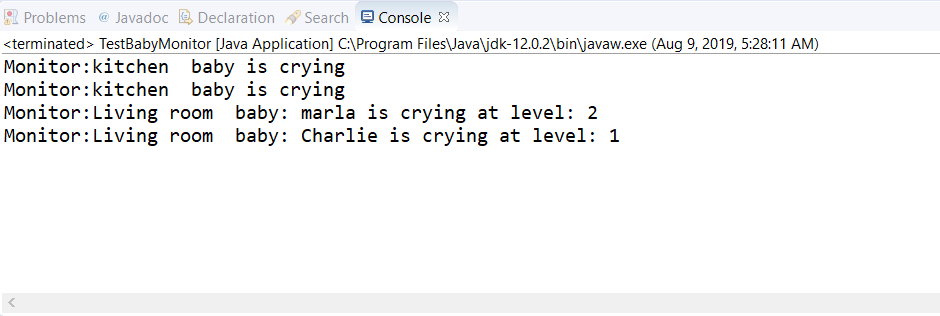 Problems @ Javadoc Declaration Search Console
<terminated> TestBabyMonitor [Java Application] C:\Program Files\Java\jdk-12.0.2\bin\javaw.exe (Aug 9, 2019, 5:28:11 AM)
Monitor:kitchen  baby is crying
Monitor:kitchen  baby is crying
Monitor:Living room  baby: marla is crying at level: 2
Monitor:Living room  baby: Charlie is crying at level: 1